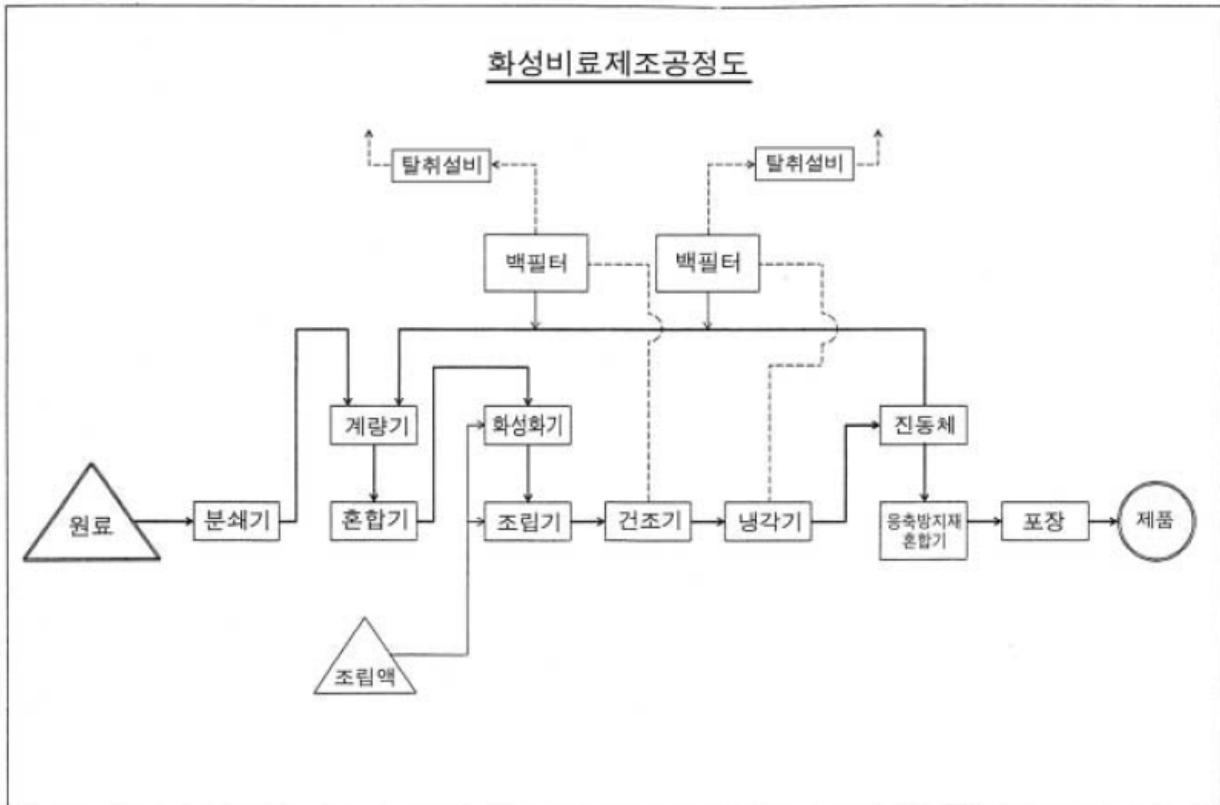 화성비료제조공정도
탈취설비
탈취설비
백필터
백필터
계량기
화성화기
진동체
원료
분쇄기
혼합기
조립기
건조기
냉각기
응축방지재
혼합기
포장
제품
조립액